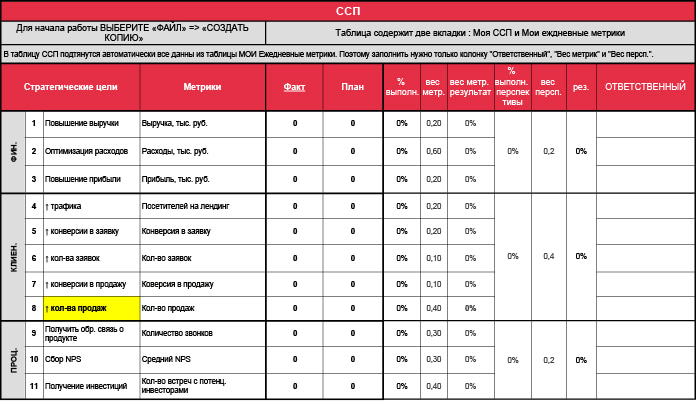 ССП
Для начала работы ВЫБЕРИТЕ «ФАЙЛ» => «СОЗДАТЬ
КОПИЮ»
Таблица содержит две вкладки : Моя ССП и Мои еждневные метрики
В таблицу ССП подтянутся автоматически все данны из таблицы МОИ Ежедневные метрики. Поэтому заполнить нужно только колонку "Ответственный", "Вес метрик" и "Вес персп.".
Стратегические цели Метрики Факт План % выполн. вес метр. вес метр. результат % выполн. перспек тивы вес персп. рез. ОТВЕТСТВЕННЫЙ
ФИН.
1 Повышение выручки Выручка, тыс. руб. 0 0 0% 0,20 0%
2 Оптимизация расходов Расходы, тыс. руб. 0 0 0% 0,60 0% 0% 0,2 0%
3 Повышение прибыли Прибыль, тыс. руб. 0 0 0% 0,20 0%
КЛИЕН.
4 ↑ трафика Посетителей на лендинг 0 0 0% 0,20 0%
5 ↑ конверсии в заявку Конверсия в заявку 0 0 0% 0,20 0%
6 ↑ кол-ва заявок Кол-во заявок 0 0 0% 0,10 0% 0% 0,4 0%
7 ↑ конверсии в продажу Коверсия в продажу 0 0 0% 0,10 0%
8 ↑ кол-ва продаж Кол-во продаж 0 0 0% 0,40 0%
ПРОЦ.
9 Получить обр. связь о продукте Количество звонков 0 0 0% 0,30 0%
10 Сбор NPS Средний NPS 0 0 0% 0,30 0% 0% 0,2 0%
11 Получение инвестиций Кол-во встреч с потенц. инвесторами 0 0 0% 0,40 0%